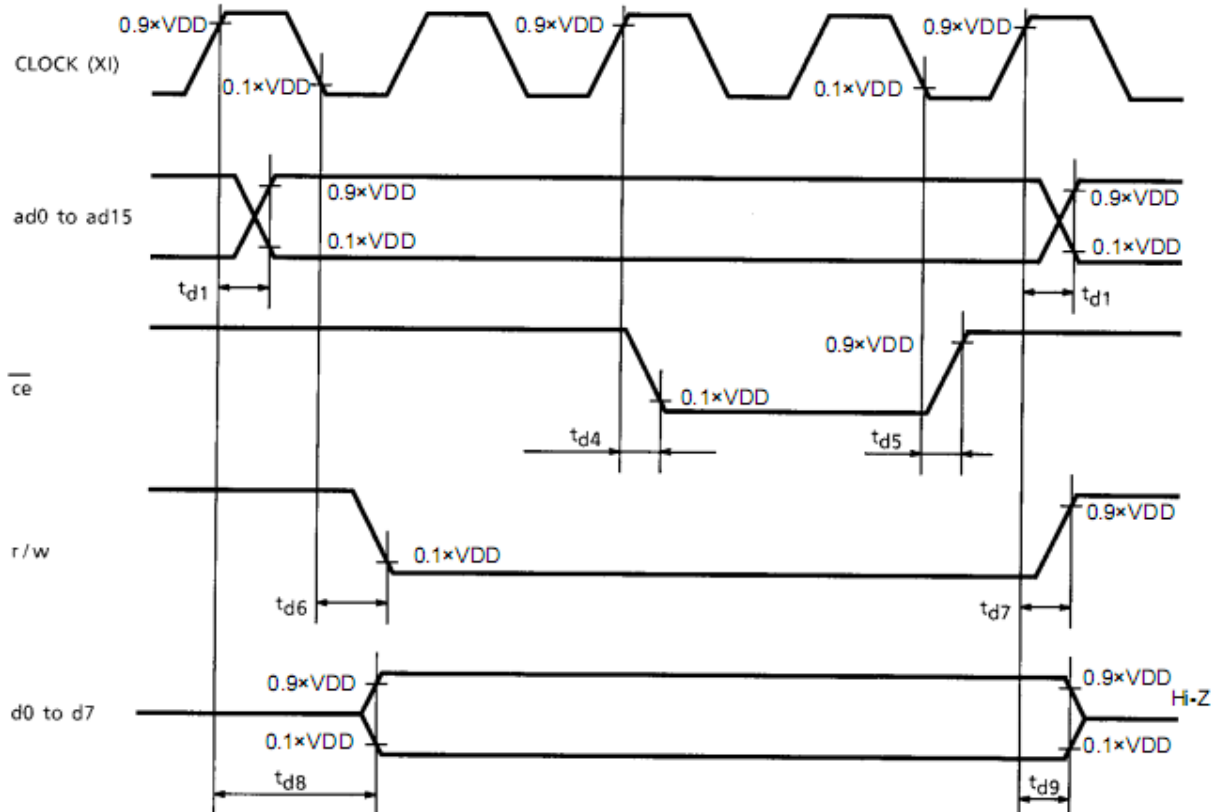 0.9×VDD 0.9×VDD 0.9×VDD
CLOCK (XI)
0.1×VDD 0.1×VDD
0.9×VDD 0.9×VDD
ad0 to ad15
0.1×VDD 0.1×VDD
td1 td1
0.9×VDD
ce
0.1×VDD
td4 td5
0.9×VDD
r/w
0.1×VDD
td6 td7
0.9×VDD 0.9×VDD
Hi-Z
d0 to d7
0.1×VDD 0.1×VDD
td8 td9